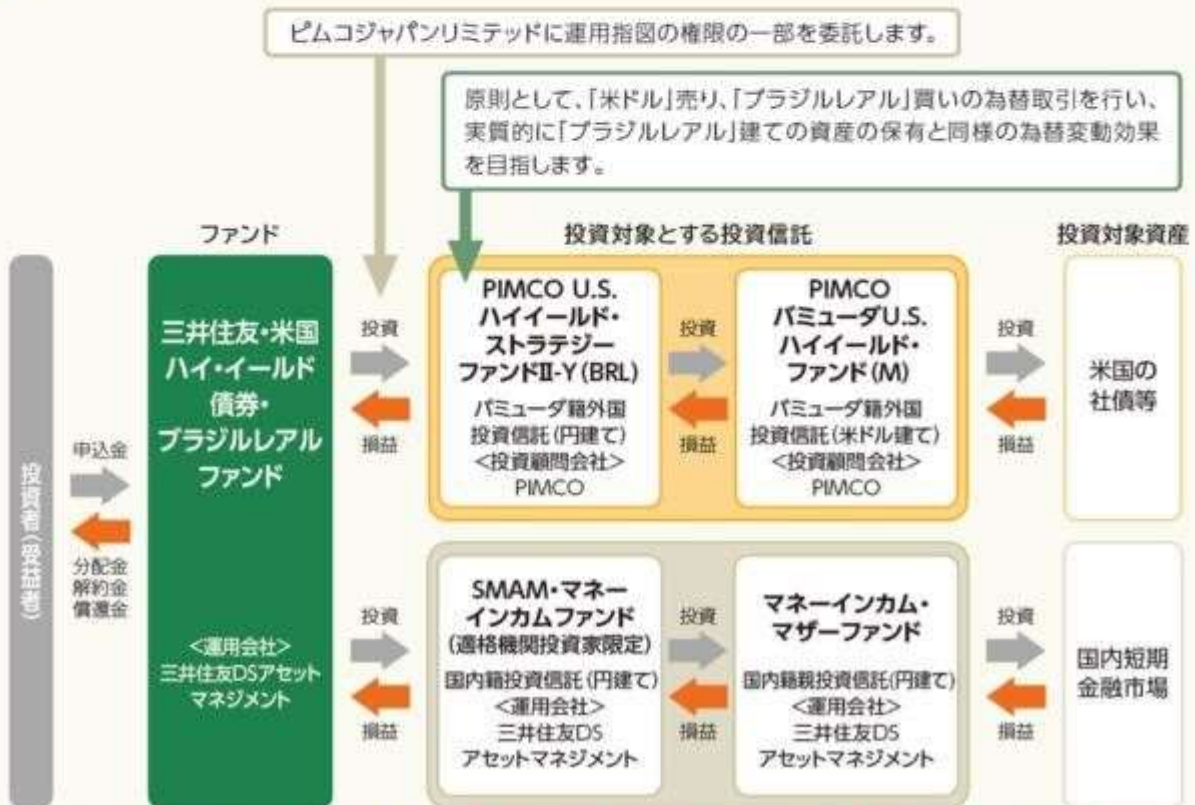 ピムコジャパンリミテッドに運用指図の権限の一部を委託します。
原則として、「米ドル」売り、「ブラジルレアル」買いの為替取引を行い、
実質的に「ブラジルレアル」建ての資産の保有と同様の為替変動効果
を目指します。
ファンド
投資対象とする投資信託
投資対象資産
投資者(受益者)
申込金
分配金
解約金
償還金
三井住友・米国
ハイ・イールド
債券・
ブラジルレアル
ファンド
<運用会社>
三井住友DSアセット
マネジメント
投資
損益
PIMCO U.S.
ハイイールド・
ストラテジー
ファンドⅡ-Y(BRL)
バミューダ籍外国
投資信託(円建て)
<投資顧問会社>
PIMCO
投資
損益
PIMCO
バミューダU.S.
ハイイールド・
ファンド(M)
バミューダ籍外国
投資信託(米ドル建て)
<投資顧問会社>
PIMCO
投資
損益
米国の
社債等
投資
損益
SMAM・マネー
インカムファンド
(適格機関投資家限定)
国内籍投資信託(円建て)
<運用会社>
三井住友DS
アセットマネジメント
投資
損益
マネーインカム・
マザーファンド
国内籍親投資信託(円建て)
<運用会社>
三井住友DS
アセットマネジメント
投資
損益
国内短期
金融市場